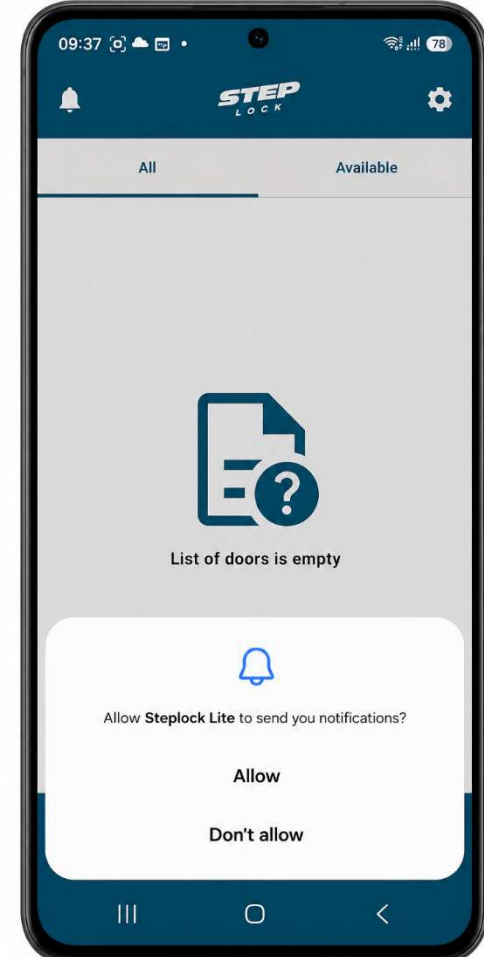 09:37
78
STEP
LOCK
All
Available
?
List of doors is empty
Allow Steplock Lite to send you notifications?
Allow
Don't allow